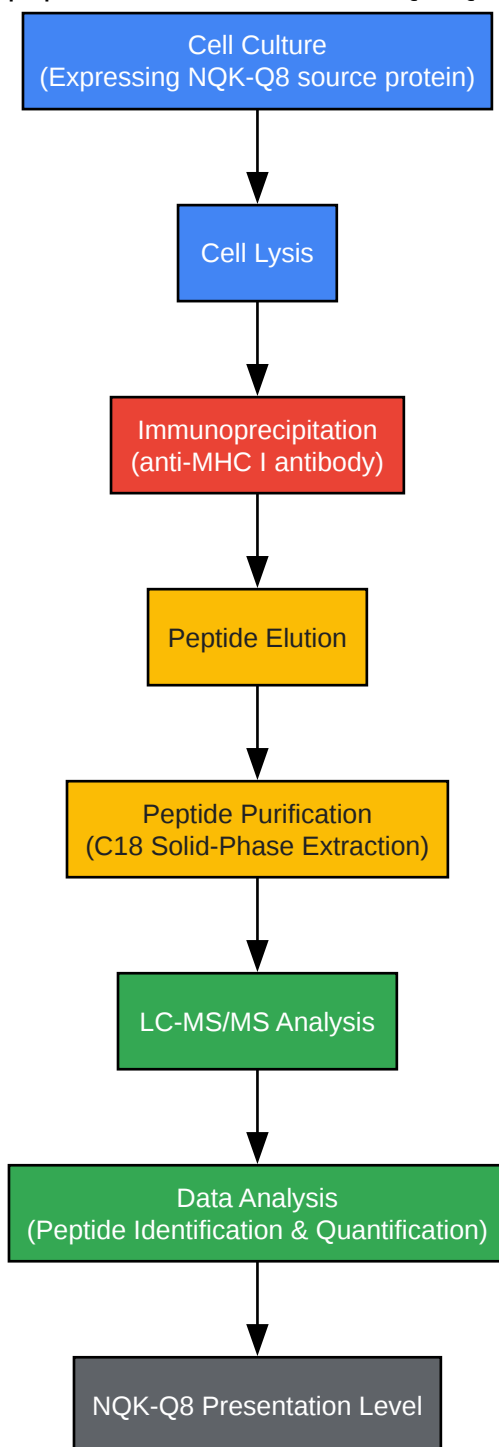 Cell Culture
(Expressing NQK-Q8 source protein)
Cell Lysis
Immunoprecipitation
(anti-MHC I antibody)
Peptide Elution
Peptide Purification
(C18 Solid-Phase Extraction)
LC-MS/MS Analysis
Data Analysis
(Peptide Identification & Quantification)
NQK-Q8 Presentation Level